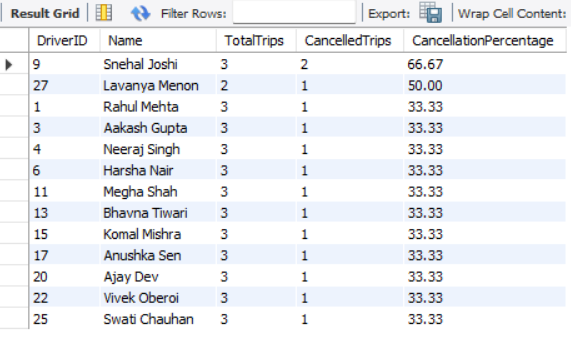 Result Grid Filter Rows: Export: Wrap Cell Content:
DriverID Name TotalTrips CancelledTrips CancellationPercentage
9 Snehal Joshi 3 2 66.67
27 Lavanya Menon 2 1 50.00
1 Rahul Mehta 3 1 33.33
3 Aakash Gupta 3 1 33.33
4 Neeraj Singh 3 1 33.33
6 Harsha Nair 3 1 33.33
11 Megha Shah 3 1 33.33
13 Bhavna Tiwari 3 1 33.33
15 Komal Mishra 3 1 33.33
17 Anushka Sen 3 1 33.33
20 Ajay Dev 3 1 33.33
22 Vivek Oberoi 3 1 33.33
25 Swati Chauhan 3 1 33.33